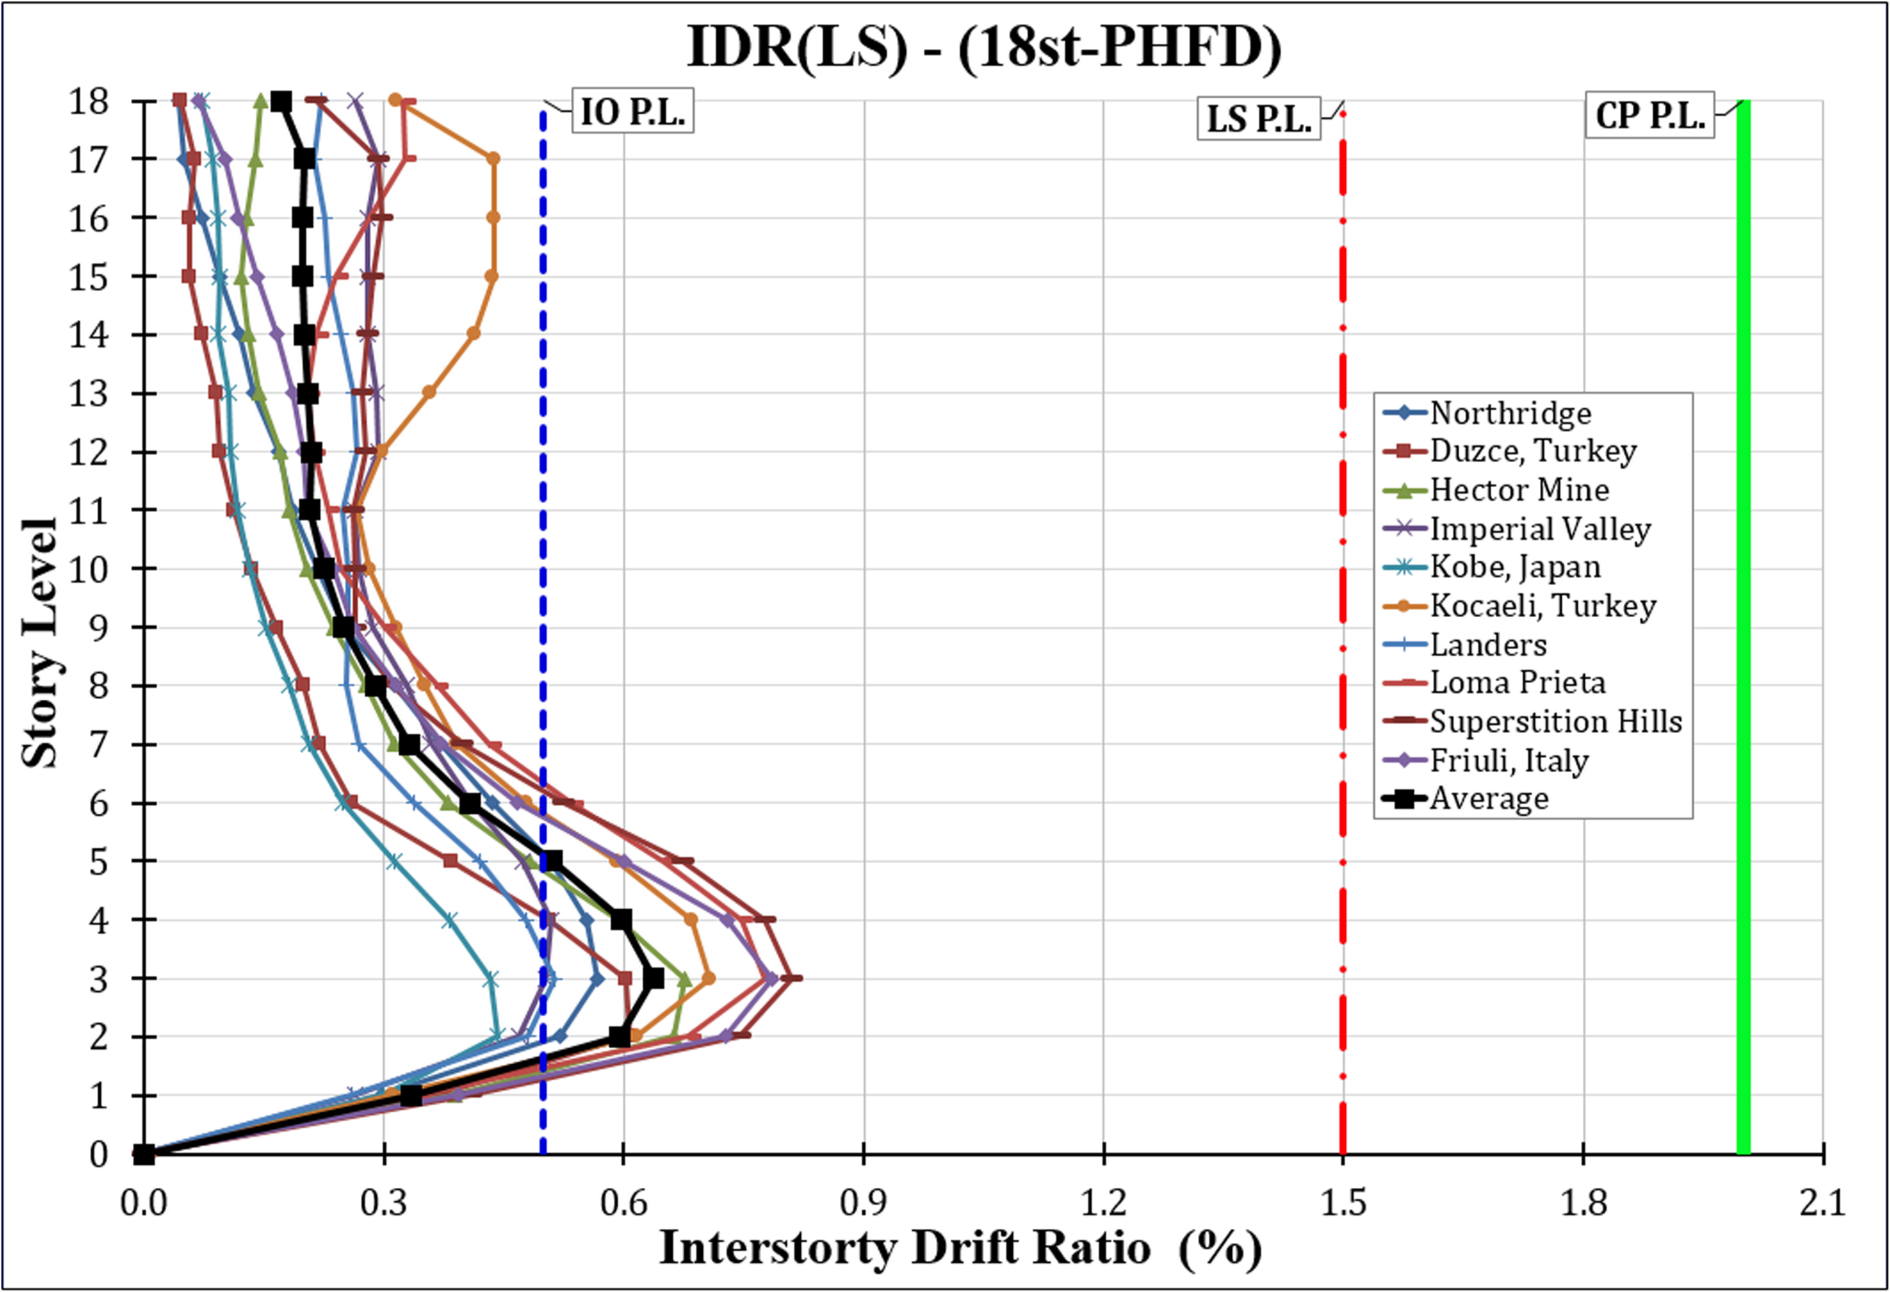 IDR(LS) - (18st-PHFD)
IO P.L.
LS P.L.
CP P.L.
Story Level
18
17
16
15
14
13
12
11
10
9
8
7
6
5
4
3
2
1
0
Northridge
Duzce, Turkey
Hector Mine
Imperial Valley
Kobe, Japan
Kocaeli, Turkey
Landers
Loma Prieta
Superstition Hills
Friuli, Italy
Average
0.0 0.3 0.6 0.9 1.2 1.5 1.8 2.1
Interstorty Drift Ratio (%)